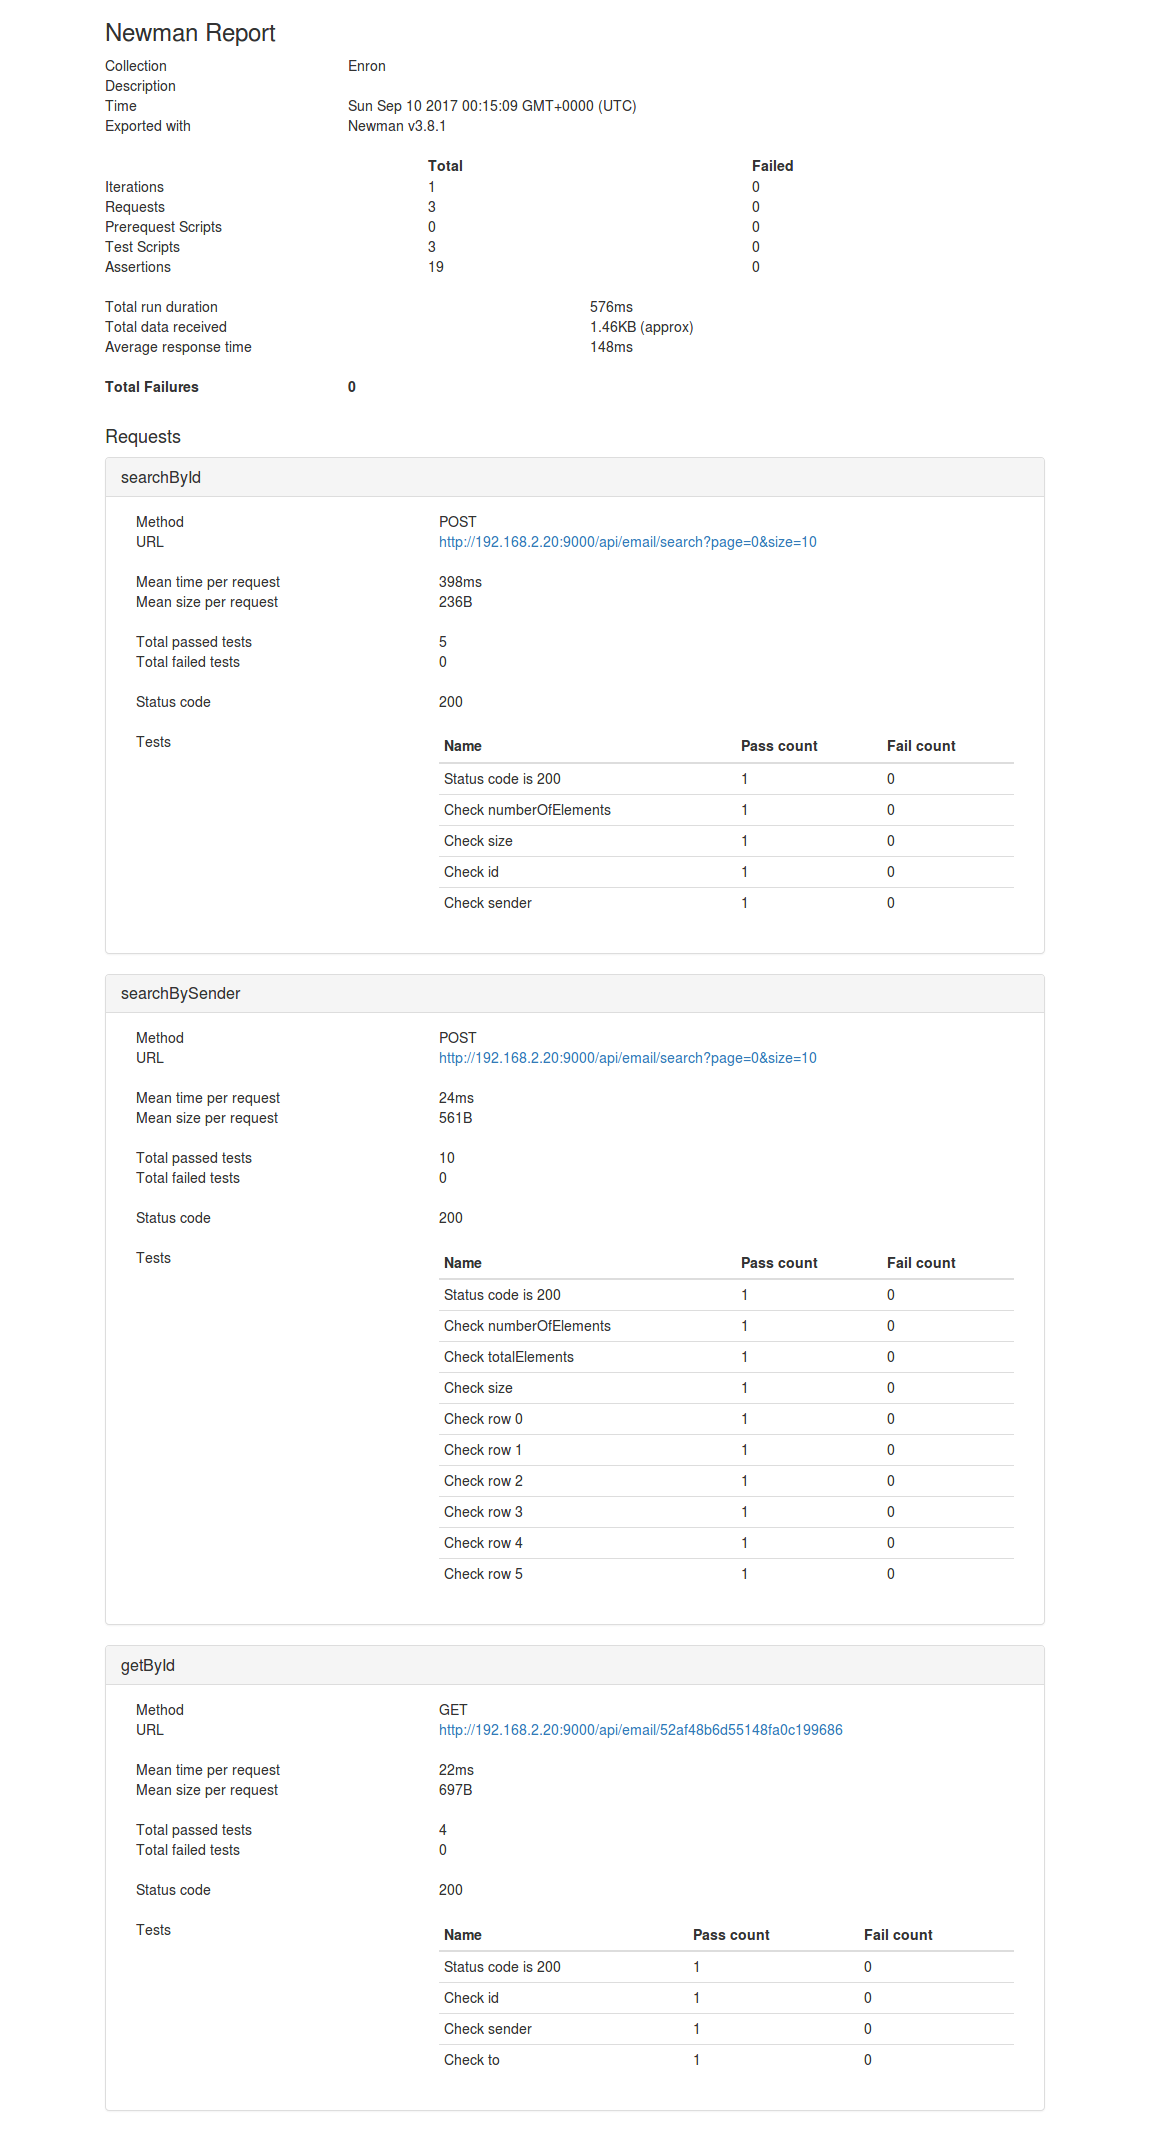 Newman Report
Collection Enron
Description
Time Sun Sep 10 2017 00:15:09 GMT+0000 (UTC)
Exported with Newman v3.8.1
Total Failed
Iterations 1 0
Requests 3 0
Prerequest Scripts 0 0
Test Scripts 3 0
Assertions 19 0
Total run duration 576ms
Total data received 1.46KB (approx)
Average response time 148ms
Total Failures 0
Requests
searchById
Method POST
URL http://192.168.2.20:9000/api/email/search?page=0&size=10
Mean time per request 398ms
Mean size per request 236B
Total passed tests 5
Total failed tests 0
Status code 200
Tests Name Pass count Fail count
Status code is 200 1 0
Check numberOfElements 1 0
Check size 1 0
Check id 1 0
Check sender 1 0
searchBySender
Method POST
URL http://192.168.2.20:9000/api/email/search?page=0&size=10
Mean time per request 24ms
Mean size per request 561B
Total passed tests 10
Total failed tests 0
Status code 200
Tests Name Pass count Fail count
Status code is 200 1 0
Check numberOfElements 1 0
Check totalElements 1 0
Check size 1 0
Check row 0 1 0
Check row 1 1 0
Check row 2 1 0
Check row 3 1 0
Check row 4 1 0
Check row 5 1 0
getById
Method GET
URL http://192.168.2.20:9000/api/email/52af48b6d55148fa0c199686
Mean time per request 22ms
Mean size per request 697B
Total passed tests 4
Total failed tests 0
Status code 200
Tests Name Pass count Fail count
Status code is 200 1 0
Check id 1 0
Check sender 1 0
Check to 1 0